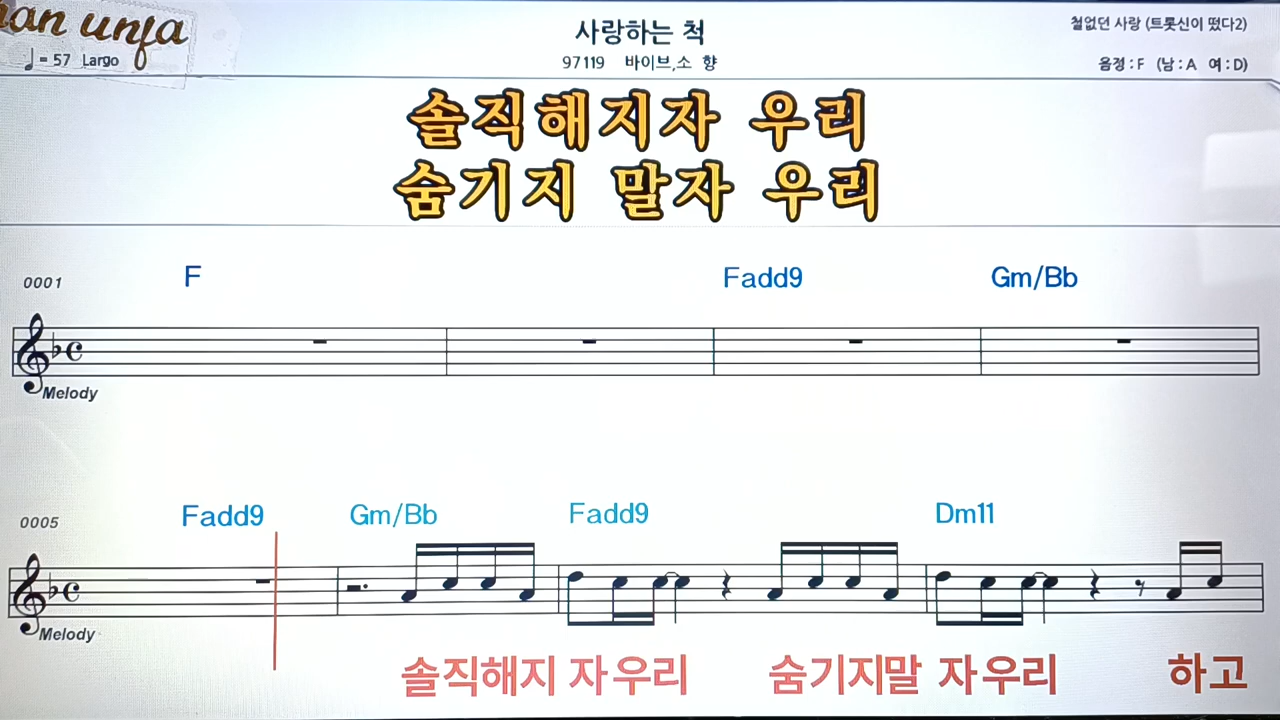 an unja
♩ = 57 Largo
사랑하는 척
97119 바이브,소 향
철없던 사랑 (트롯신이 떴다2)
음정 : F (남 : A 여 : D)
솔직해지자 우리
숨기지 말자 우리
0001 F Fadd9 Gm/Bb
Melody
0005 Fadd9 Gm/Bb Fadd9 Dm11
Melody
솔직해지 자우리 숨기지말 자우리 하고